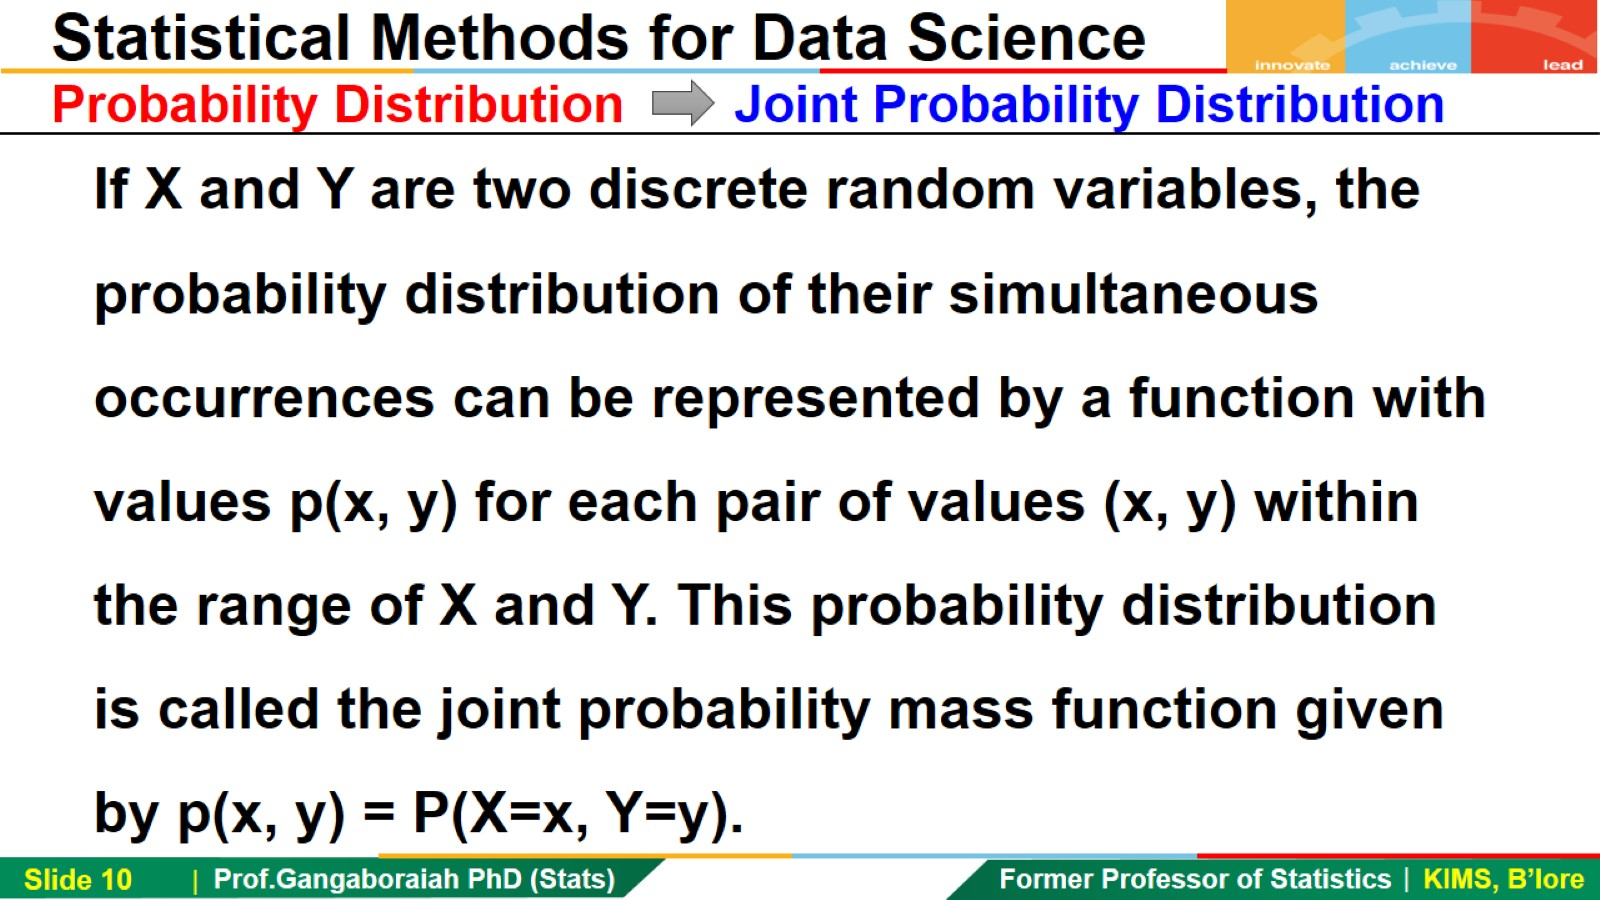 Statistical Methods for Data Science
innovate achieve lead
Probability Distribution Joint Probability Distribution
If X and Y are two discrete random variables, the
probability distribution of their simultaneous
occurrences can be represented by a function with
values p(x, y) for each pair of values (x, y) within
the range of X and Y. This probability distribution
is called the joint probability mass function given
by p(x, y) = P(X=x, Y=y).
Slide 10 | Prof.Gangaboraiah PhD (Stats) Former Professor of Statistics | KIMS, B’lore